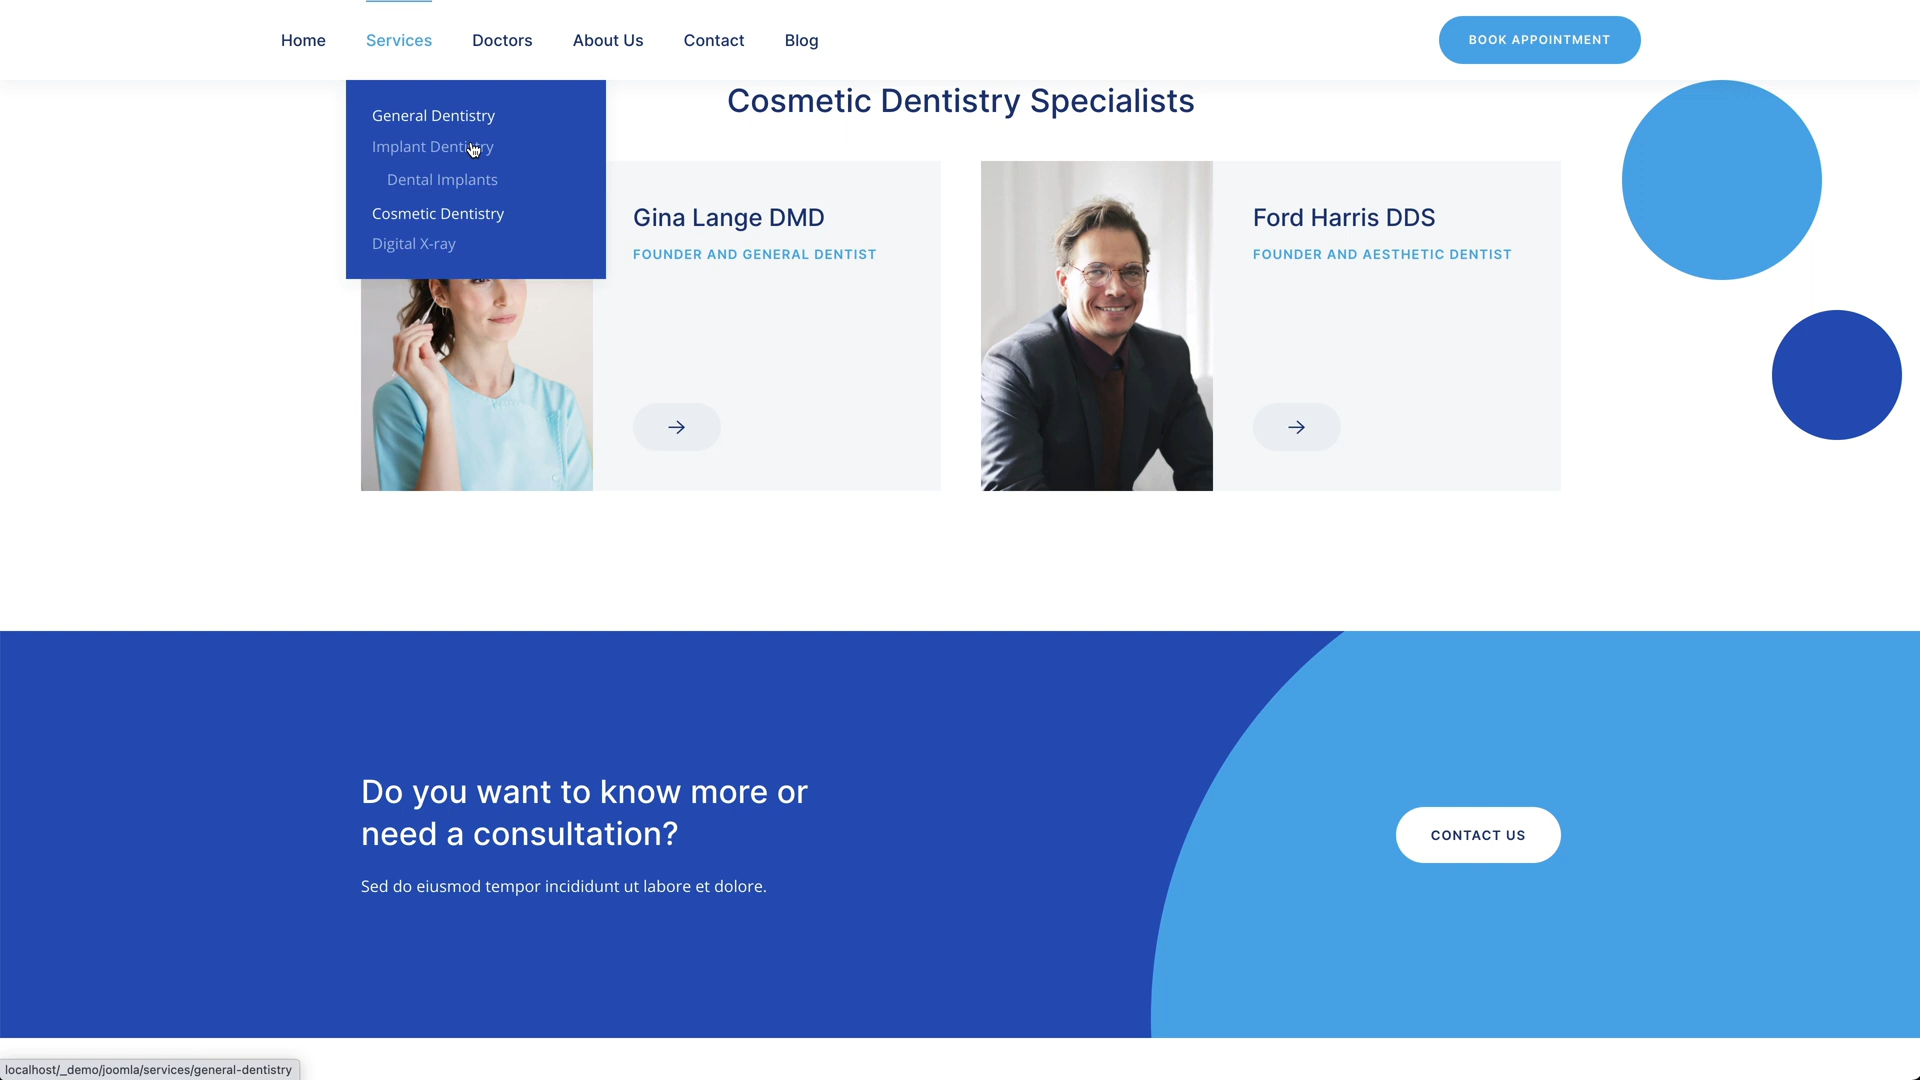 Home
Services
Doctors
About Us
Contact
Blog
BOOK APPOINTMENT
General Dentistry
Implant Dentistry
Dental Implants
Cosmetic Dentistry
Digital X-ray
Cosmetic Dentistry Specialists
Gina Lange DMD
FOUNDER AND GENERAL DENTIST
Ford Harris DDS
FOUNDER AND AESTHETIC DENTIST
Do you want to know more or
need a consultation?
Sed do eiusmod tempor incididunt ut labore et dolore.
CONTACT US
localhost/_demo/joomla/services/general-dentistry